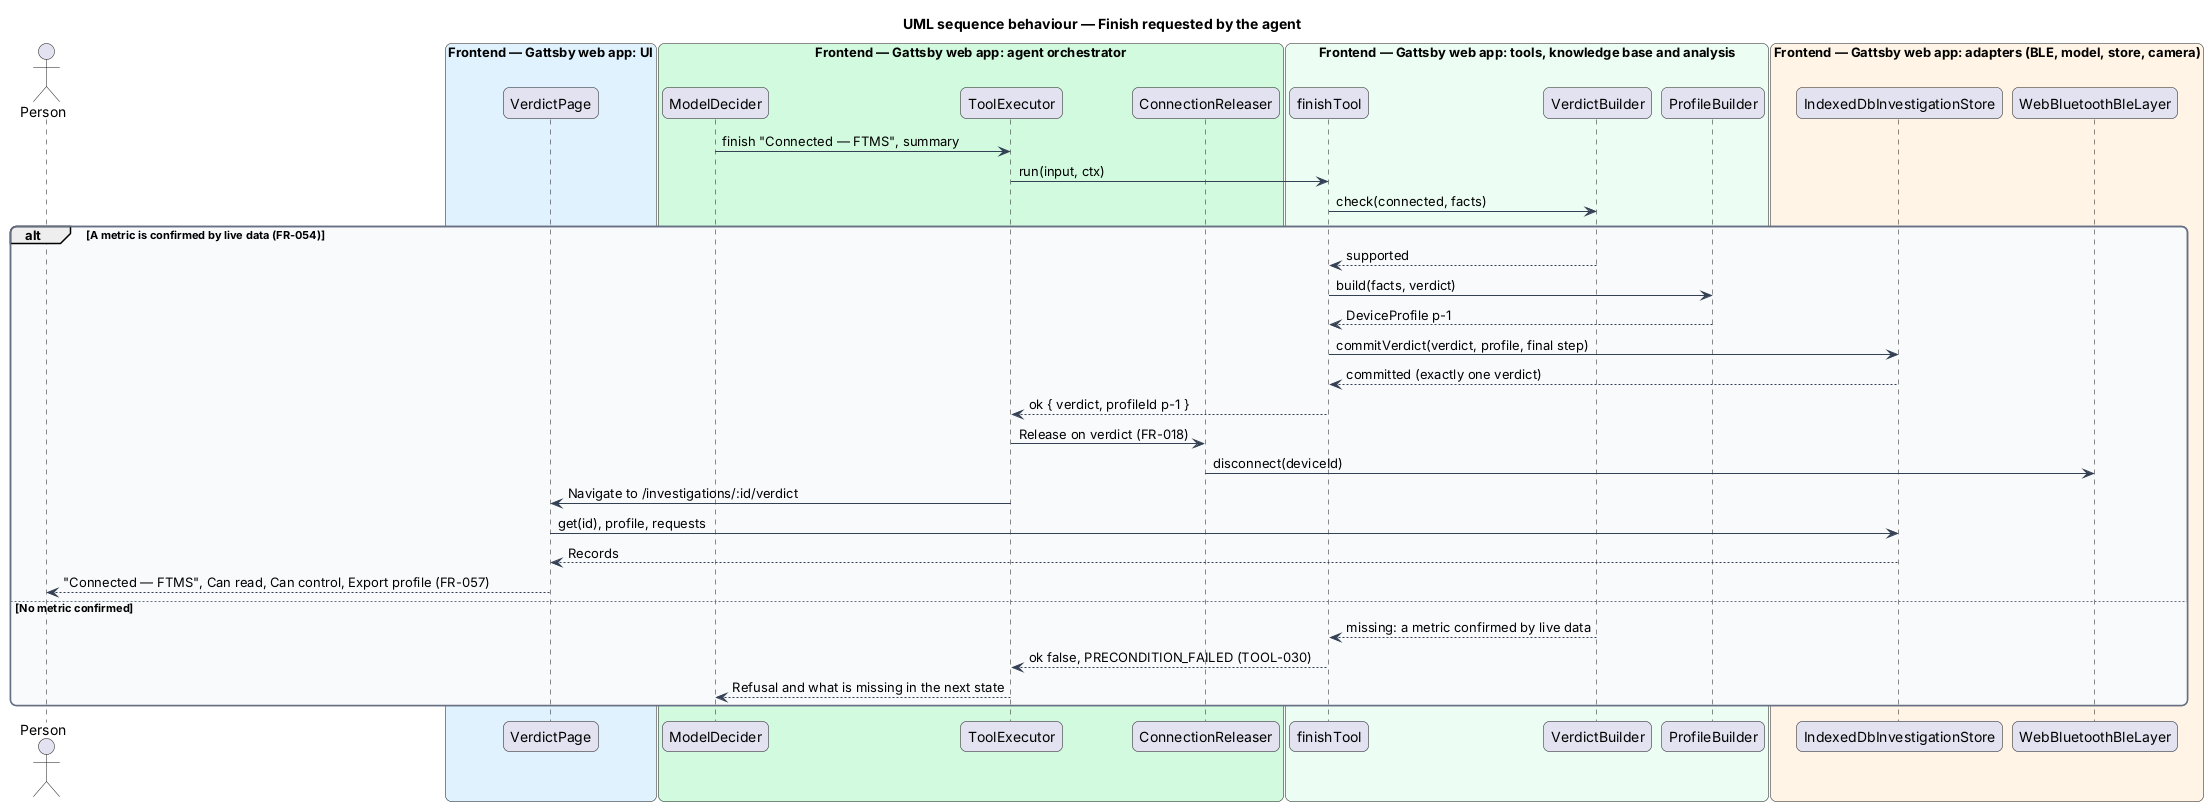 UML sequence behaviour — Finish requested by the agent
Frontend — Gattsby web app: UI
Frontend — Gattsby web app: agent orchestrator
Frontend — Gattsby web app: tools, knowledge base and analysis
Frontend — Gattsby web app: adapters (BLE, model, store, camera)
Person
VerdictPage
ModelDecider
ToolExecutor
ConnectionReleaser
finishTool
VerdictBuilder
ProfileBuilder
IndexedDbInvestigationStore
WebBluetoothBleLayer
finish "Connected — FTMS", summary
run(input, ctx)
check(connected, facts)
alt
[A metric is confirmed by live data (FR-054)]
supported
build(facts, verdict)
DeviceProfile p-1
commitVerdict(verdict, profile, final step)
committed (exactly one verdict)
ok { verdict, profileId p-1 }
Release on verdict (FR-018)
disconnect(deviceId)
Navigate to /investigations/:id/verdict
get(id), profile, requests
Records
"Connected — FTMS", Can read, Can control, Export profile (FR-057)
[No metric confirmed]
missing: a metric confirmed by live data
ok false, PRECONDITION_FAILED (TOOL-030)
Refusal and what is missing in the next state
Person
VerdictPage
ModelDecider
ToolExecutor
ConnectionReleaser
finishTool
VerdictBuilder
ProfileBuilder
IndexedDbInvestigationStore
WebBluetoothBleLayer